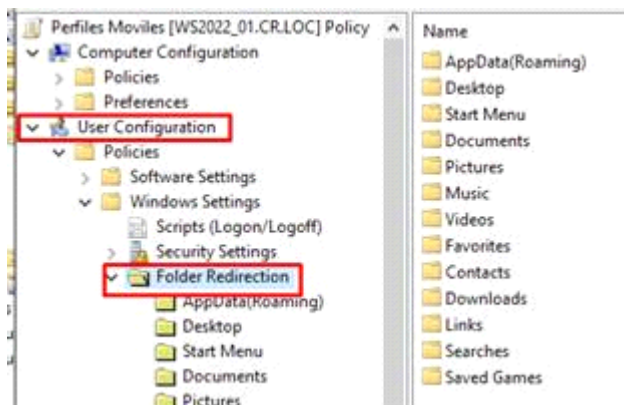 Perfiles Moviles [WS2022_01.CR.LOC] Policy
Computer Configuration
Policies
Preferences
User Configuration
Policies
Software Settings
Windows Settings
Scripts (Logon/Logoff)
Security Settings
Folder Redirection
AppData(Roaming)
Desktop
Start Menu
Documents
Pictures
Name
AppData(Roaming)
Desktop
Start Menu
Documents
Pictures
Music
Videos
Favorites
Contacts
Downloads
Links
Searches
Saved Games